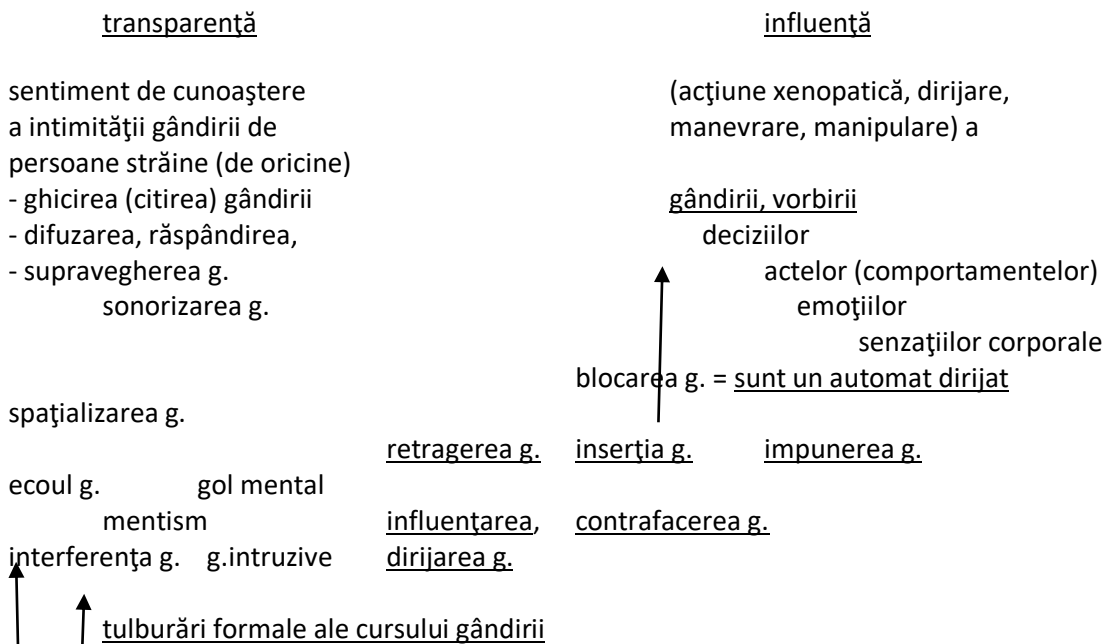 transparenţă influenţă
sentiment de cunoaştere (acţiune xenopatică, dirijare,
a intimităţii gândirii de manevrare, manipulare) a
persoane străine (de oricine)
- ghicirea (citirea) gândirii gândirii, vorbirii
- difuzarea, răspândirea, deciziilor
- supravegherea g. actelor (comportamentelor)
sonorizarea g. emoţiilor
senzaţiilor corporale
blocarea g. = sunt un automat dirijat
spaţializarea g.
retragerea g. inserţia g. impunerea g.
ecoul g. gol mental
mentism influenţarea, contrafacerea g.
interferenţa g. g.intruzive dirijarea g.
tulburări formale ale cursului gândirii